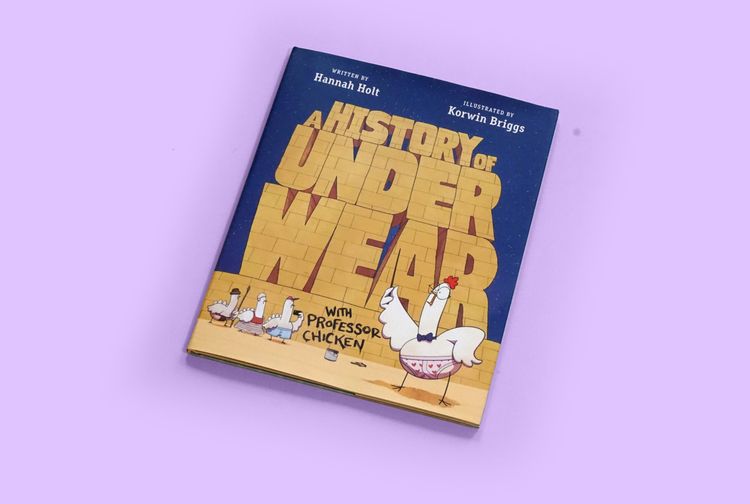 WRITTEN BY
Hannah Holt
ILLUSTRATED BY
Korwin Briggs
A HISTORY OF
UNDER
WEAR
WITH
PROFESSOR
CHICKEN